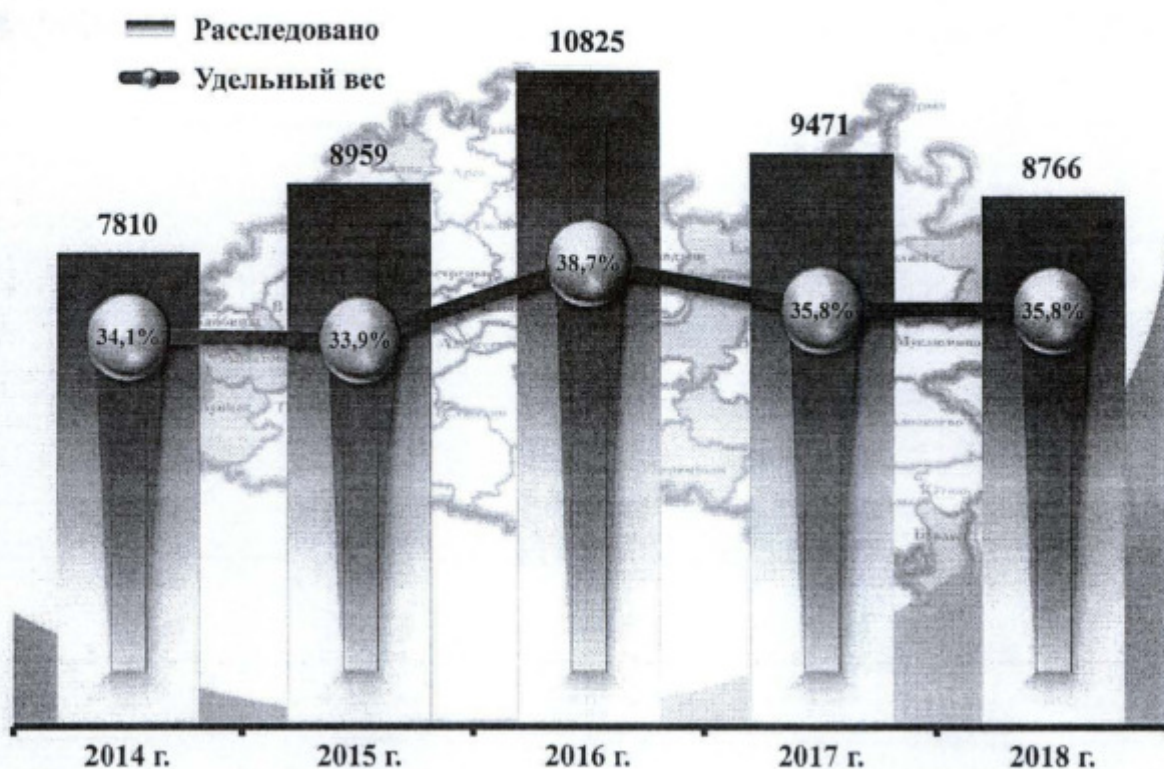 Расследовано
Удельный вес
10825
9471
8959
8766
7810
38,7%
35,8%
35,8%
34,1%
33,9%
Муслюмово
2014 г.
2015 г.
2016 г.
2017 г.
2018 г.